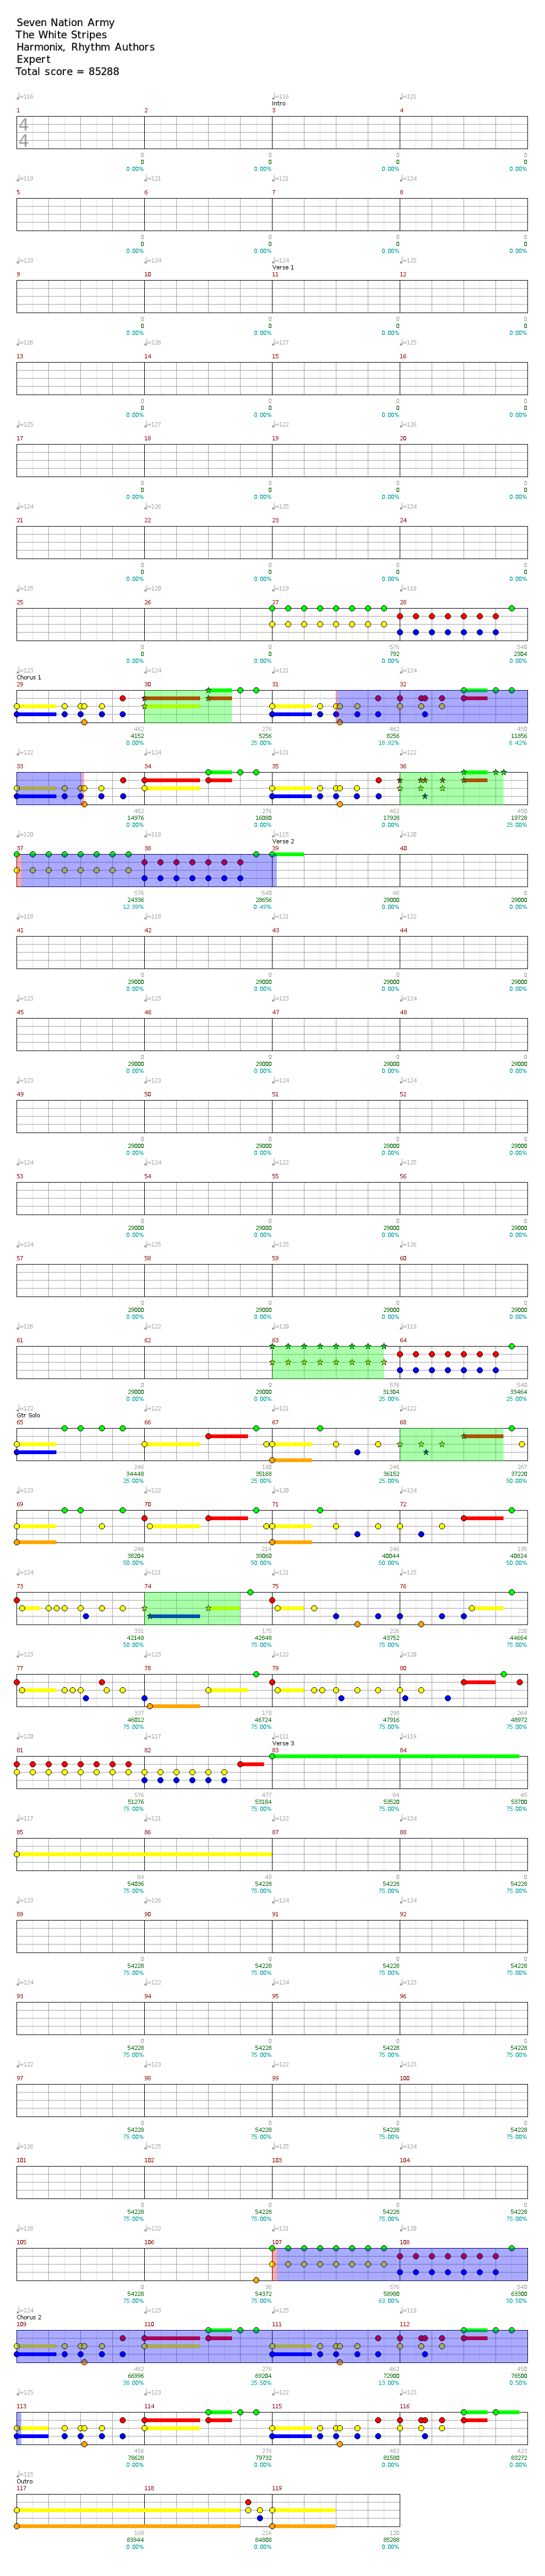 Seven Nation Army
The White Stripes
Harmonix, Rhythm Authors
Expert
Total score = 85288
♩=116 ♩=116 ♩=121
Intro
1 2 3 4
4
4
0 0 0 0
0 0 0 0
0.00% 0.00% 0.00% 0.00%
♩=119 ♩=121 ♩=121 ♩=124
5 6 7 8
0 0 0 0
0 0 0 0
0.00% 0.00% 0.00% 0.00%
♩=123 ♩=124 ♩=124 ♩=125
Verse 1
9 10 11 12
0 0 0 0
0 0 0 0
0.00% 0.00% 0.00% 0.00%
♩=126 ♩=126 ♩=127 ♩=125
13 14 15 16
0 0 0 0
0 0 0 0
0.00% 0.00% 0.00% 0.00%
♩=125 ♩=127 ♩=122 ♩=126
17 18 19 20
0 0 0 0
0 0 0 0
0.00% 0.00% 0.00% 0.00%
♩=124 ♩=126 ♩=125 ♩=124
21 22 23 24
0 0 0 0
0 0 0 0
0.00% 0.00% 0.00% 0.00%
♩=125 ♩=120 ♩=119 ♩=118
25 26 27 28
0 0 576 540
0 0 792 2304
0.00% 0.00% 0.00% 0.00%
♩=123 ♩=121 ♩=121 ♩=124
Chorus 1
29 30 31 32
462 276 462 450
4152 5256 8256 11856
0.00% 25.00% 18.92% 6.42%
♩=122 ♩=122 ♩=121 ♩=122
33 34 35 36
462 276 462 450
14976 16080 17928 19728
0.00% 0.00% 0.00% 25.00%
♩=120 ♩=118 ♩=115
Verse 2
37 38 39 40
576 540 48 0
24336 28656 29000 29000
12.99% 0.49% 0.00% 0.00%
♩=118 ♩=121 ♩=121 ♩=122
41 42 43 44
0 0 0 0
29000 29000 29000 29000
0.00% 0.00% 0.00% 0.00%
♩=123 ♩=123 ♩=123 ♩=124
45 46 47 48
0 0 0 0
29000 29000 29000 29000
0.00% 0.00% 0.00% 0.00%
♩=123 ♩=123 ♩=124 ♩=124
49 50 51 52
0 0 0 0
29000 29000 29000 29000
0.00% 0.00% 0.00% 0.00%
♩=124 ♩=124 ♩=122 ♩=125
53 54 55 56
0 0 0 0
29000 29000 29000 29000
0.00% 0.00% 0.00% 0.00%
♩=124 ♩=125 ♩=125 ♩=126
57 58 59 60
0 0 0 0
29000 29000 29000 29000
0.00% 0.00% 0.00% 0.00%
♩=126 ♩=121 ♩=120 ♩=119
61 62 63 64
0 0 576 540
29000 29000 31304 33464
0.00% 0.00% 25.00% 25.00%
♩=122 ♩=122 ♩=121 ♩=122
Gtr Solo
65 66 67 68
246 180 246 267
34448 35168 36152 37220
25.00% 25.00% 25.00% 50.00%
♩=123 ♩=122 ♩=120 ♩=124
69 70 71 72
246 214 246 195
38204 39060 40044 40824
50.00% 50.00% 50.00% 50.00%
♩=124 ♩=121 ♩=121 ♩=125
73 74 75 76
331 175 226 228
42148 42848 43752 44664
50.00% 75.00% 75.00% 75.00%
♩=123 ♩=122 ♩=121 ♩=123
77 78 79 80
337 178 298 264
46012 46724 47916 48972
75.00% 75.00% 75.00% 75.00%
♩=120 ♩=117 ♩=111 ♩=119
Verse 3
81 82 83 84
576 477 84 45
51276 53184 53520 53700
75.00% 75.00% 75.00% 75.00%
♩=117 ♩=121 ♩=122 ♩=124
85 86 87 88
84 48 0 0
54036 54228 54228 54228
75.00% 75.00% 75.00% 75.00%
♩=123 ♩=126 ♩=124 ♩=124
89 90 91 92
0 0 0 0
54228 54228 54228 54228
75.00% 75.00% 75.00% 75.00%
♩=124 ♩=122 ♩=124 ♩=123
93 94 95 96
0 0 0 0
54228 54228 54228 54228
75.00% 75.00% 75.00% 75.00%
♩=122 ♩=123 ♩=122 ♩=123
97 98 99 100
0 0 0 0
54228 54228 54228 54228
75.00% 75.00% 75.00% 75.00%
♩=126 ♩=125 ♩=125 ♩=124
101 102 103 104
0 0 0 0
54228 54228 54228 54228
75.00% 75.00% 75.00% 75.00%
♩=126 ♩=122 ♩=121 ♩=120
105 106 107 108
0 36 576 540
54228 54372 58980 63300
75.00% 75.00% 63.00% 50.50%
♩=124 ♩=123 ♩=122 ♩=123
Chorus 2
109 110 111 112
462 276 462 450
66996 69204 72900 76500
38.00% 25.50% 13.00% 0.50%
♩=125 ♩=123 ♩=122 ♩=123
113 114 115 116
456 276 462 423
78628 79732 81580 83272
0.00% 0.00% 0.00% 0.00%
♩=115
Outro
117 118 119
168 216 120
83944 84808 85288
0.00% 0.00% 0.00%